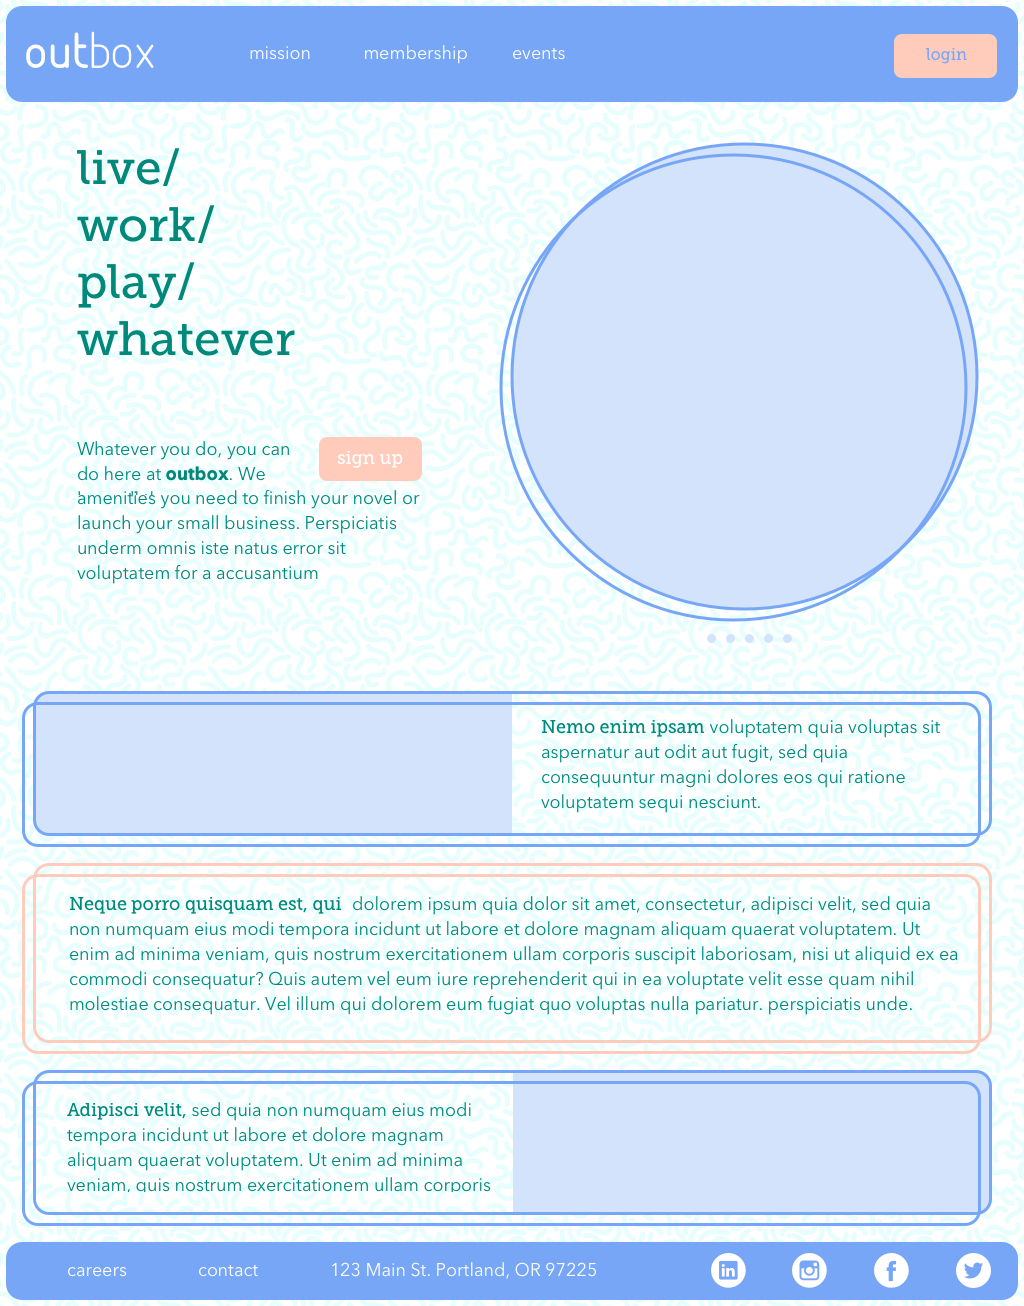 outbox
mission
membership
events
login
live/
work/
play/
whatever
Whatever you do, you can
do here at outbox. We
sign up
amenities you need to finish your novel or
launch your small business. Perspiciatis
underm omnis iste natus error sit
voluptatem for a accusantium
Nemo enim ipsam voluptatem quia voluptas sit
aspernatur aut odit aut fugit, sed quia
consequuntur magni dolores eos qui ratione
voluptatem sequi nesciunt.
Neque porro quisquam est, qui dolorem ipsum quia dolor sit amet, consectetur, adipisci velit, sed quia
non numquam eius modi tempora incidunt ut labore et dolore magnam aliquam quaerat voluptatem. Ut
enim ad minima veniam, quis nostrum exercitationem ullam corporis suscipit laboriosam, nisi ut aliquid ex ea
commodi consequatur? Quis autem vel eum iure reprehenderit qui in ea voluptate velit esse quam nihil
molestiae consequatur. Vel illum qui dolorem eum fugiat quo voluptas nulla pariatur. perspiciatis unde.
Adipisci velit, sed quia non numquam eius modi
tempora incidunt ut labore et dolore magnam
aliquam quaerat voluptatem. Ut enim ad minima
veniam, quis nostrum exercitationem ullam corporis
careers
contact
123 Main St. Portland, OR 97225